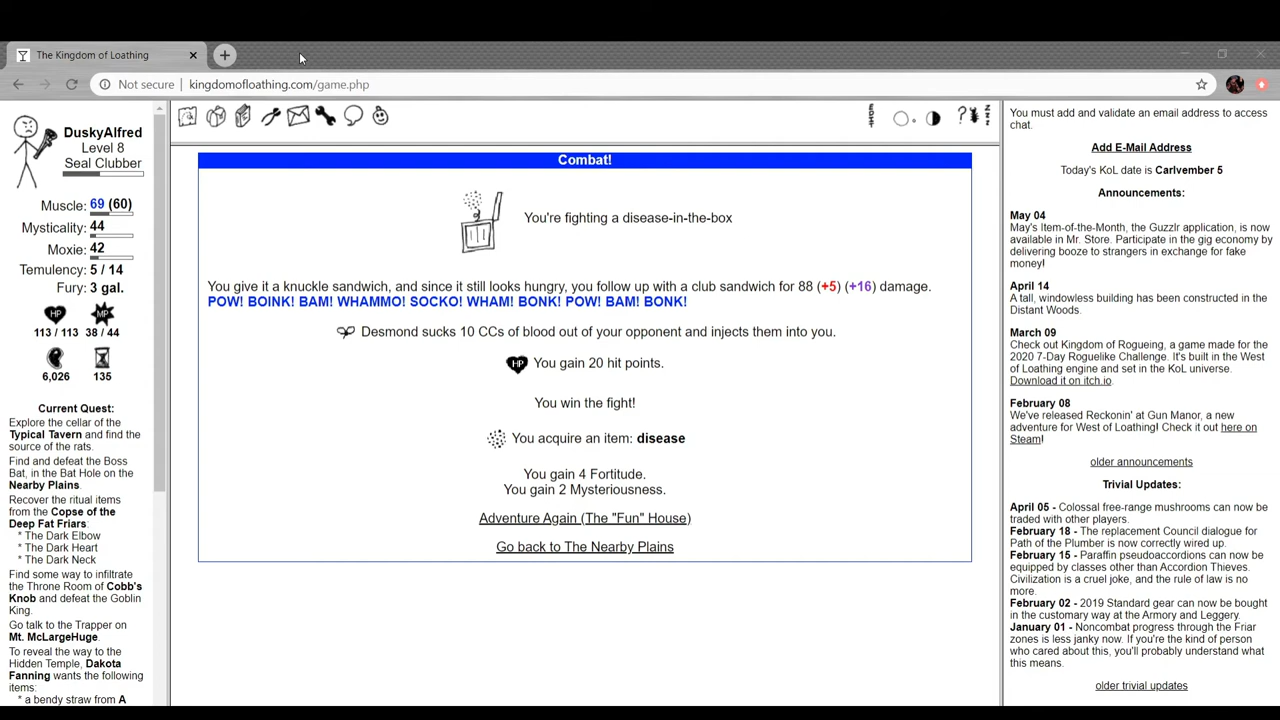 The Kingdom of Loathing
Not secure
kingdomofloathing.com/game.php
DuskyAlfred
Level 8
Seal Clubber
Muscle: 69 (60)
Mysticality: 44
Moxie: 42
Temulency: 5 / 14
Fury: 3 gal.
HP
MP
113 / 113
38 / 44
6,026
135
Current Quest:
Explore the cellar of the
Typical Tavern and find the
source of the rats.
Find and defeat the Boss
Bat, in the Bat Hole on the
Nearby Plains.
Recover the ritual items
from the Copse of the
Deep Fat Friars:
* The Dark Elbow
* The Dark Heart
* The Dark Neck
Find some way to infiltrate
the Throne Room of Cobb's
Knob and defeat the Goblin
King.
Go talk to the Trapper on
Mt. McLargeHuge.
To reveal the way to the
Hidden Temple, Dakota
Fanning wants the following
items:
* a bendy straw from A
Combat!
You're fighting a disease-in-the-box
You give it a knuckle sandwich, and since it still looks hungry, you follow up with a club sandwich for 88 (+5) (+16) damage.
POW! BOINK! BAM! WHAMMO! SOCKO! WHAM! BONK! POW! BAM! BONK!
Desmond sucks 10 CCs of blood out of your opponent and injects them into you.
HP
You gain 20 hit points.
You win the fight!
You acquire an item: disease
You gain 4 Fortitude.
You gain 2 Mysteriousness.
Adventure Again (The "Fun" House)
Go back to The Nearby Plains
You must add and validate an email address to access
chat.
Add E-Mail Address
Today's KoL date is Carlvember 5
Announcements:
May 04
May's Item-of-the-Month, the Guzzlr application, is now
available in Mr. Store. Participate in the gig economy by
delivering booze to strangers in exchange for fake
money!
April 14
A tall, windowless building has been constructed in the
Distant Woods.
March 09
Check out Kingdom of Rogueing, a game made for the
2020 7-Day Roguelike Challenge. It's built in the West
of Loathing engine and set in the KoL universe.
Download it on itch.io.
February 08
We've released Reckonin' at Gun Manor, a new
adventure for West of Loathing! Check it out here on
Steam!
older announcements
Trivial Updates:
April 05 - Colossal free-range mushrooms can now be
traded with other players.
February 18 - The replacement Council dialogue for
Path of the Plumber is now correctly wired up.
February 15 - Paraffin pseudoaccordions can now be
equipped by classes other than Accordion Thieves.
Civilization is a cruel joke, and the rule of law is no
more.
February 02 - 2019 Standard gear can now be bought
in the customary way at the Armory and Leggery.
January 01 - Noncombat progress through the Friar
zones is less janky now. If you're the kind of person
who cared about this, you'll probably understand what
this means.
older trivial updates